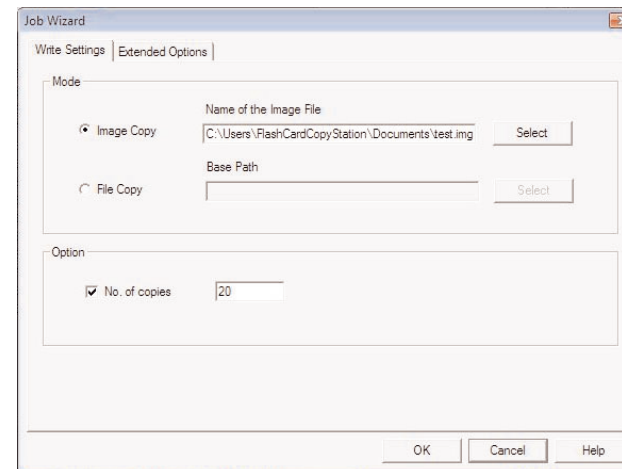 Job Wizard
Write Settings
Extended Options
Mode
Name of the Image File
Image Copy
C:\Users\FlashCardCopyStation\Documents\test.img
Select
Base Path
File Copy
Select
Option
No. of copies
20
OK
Cancel
Help